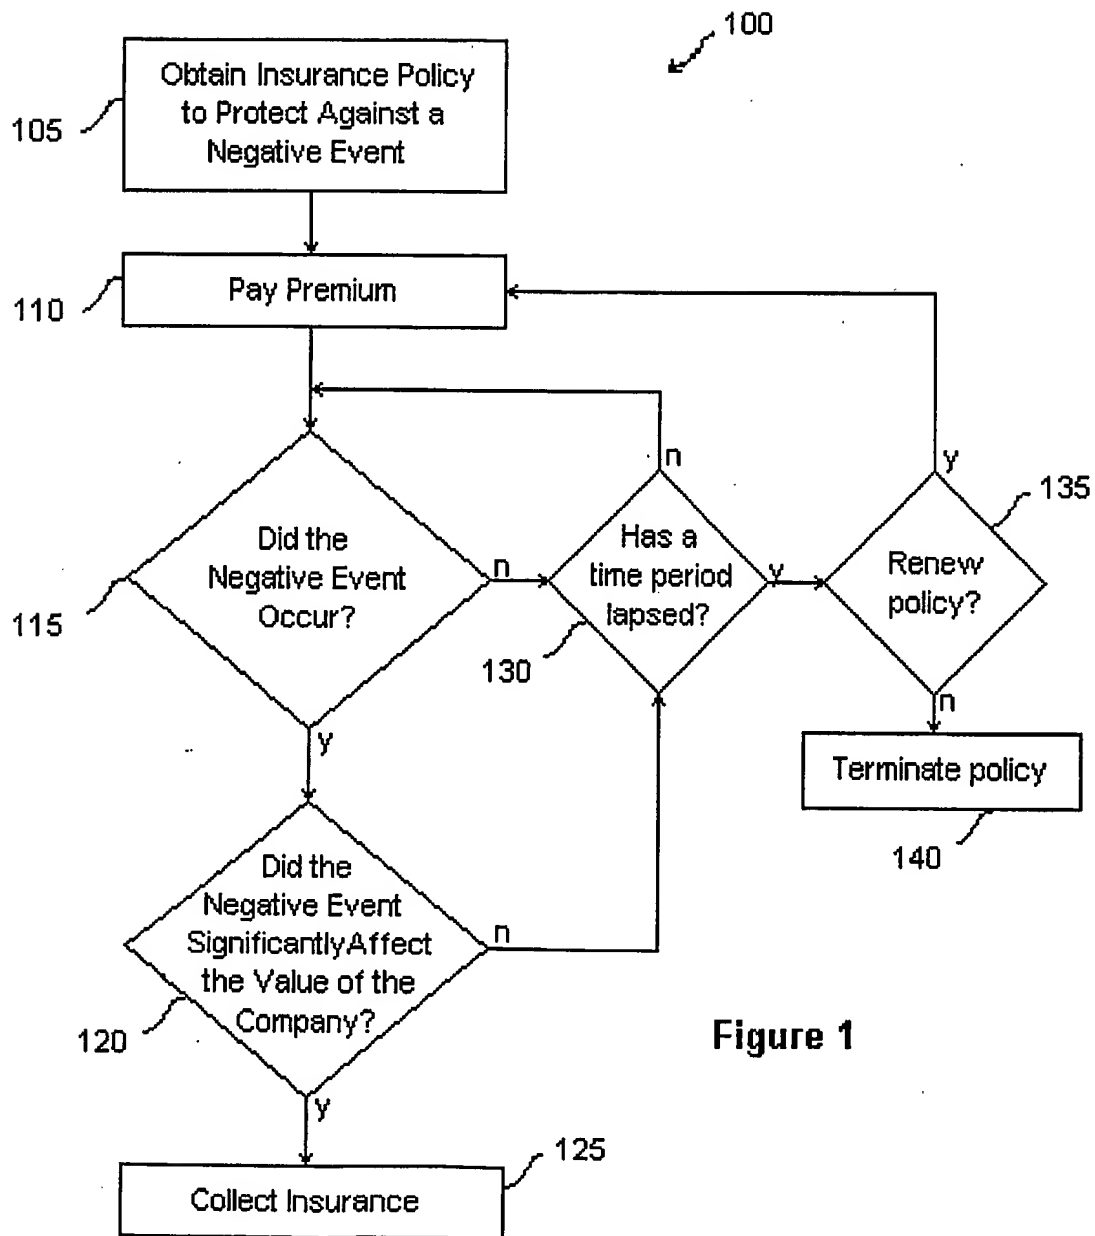 100
Obtain Insurance Policy
to Protect Against a
Negative Event
105
Pay Premium
110
n
y
135
Did the
Negative Event
Occur?
n
115
Has a
time period
lapsed?
y
130
Renew
policy?
n
y
Terminate policy
140
Did the
Negative Event
Significantly Affect
the Value of the
Company?
n
120
Figure 1
y
125
Collect Insurance